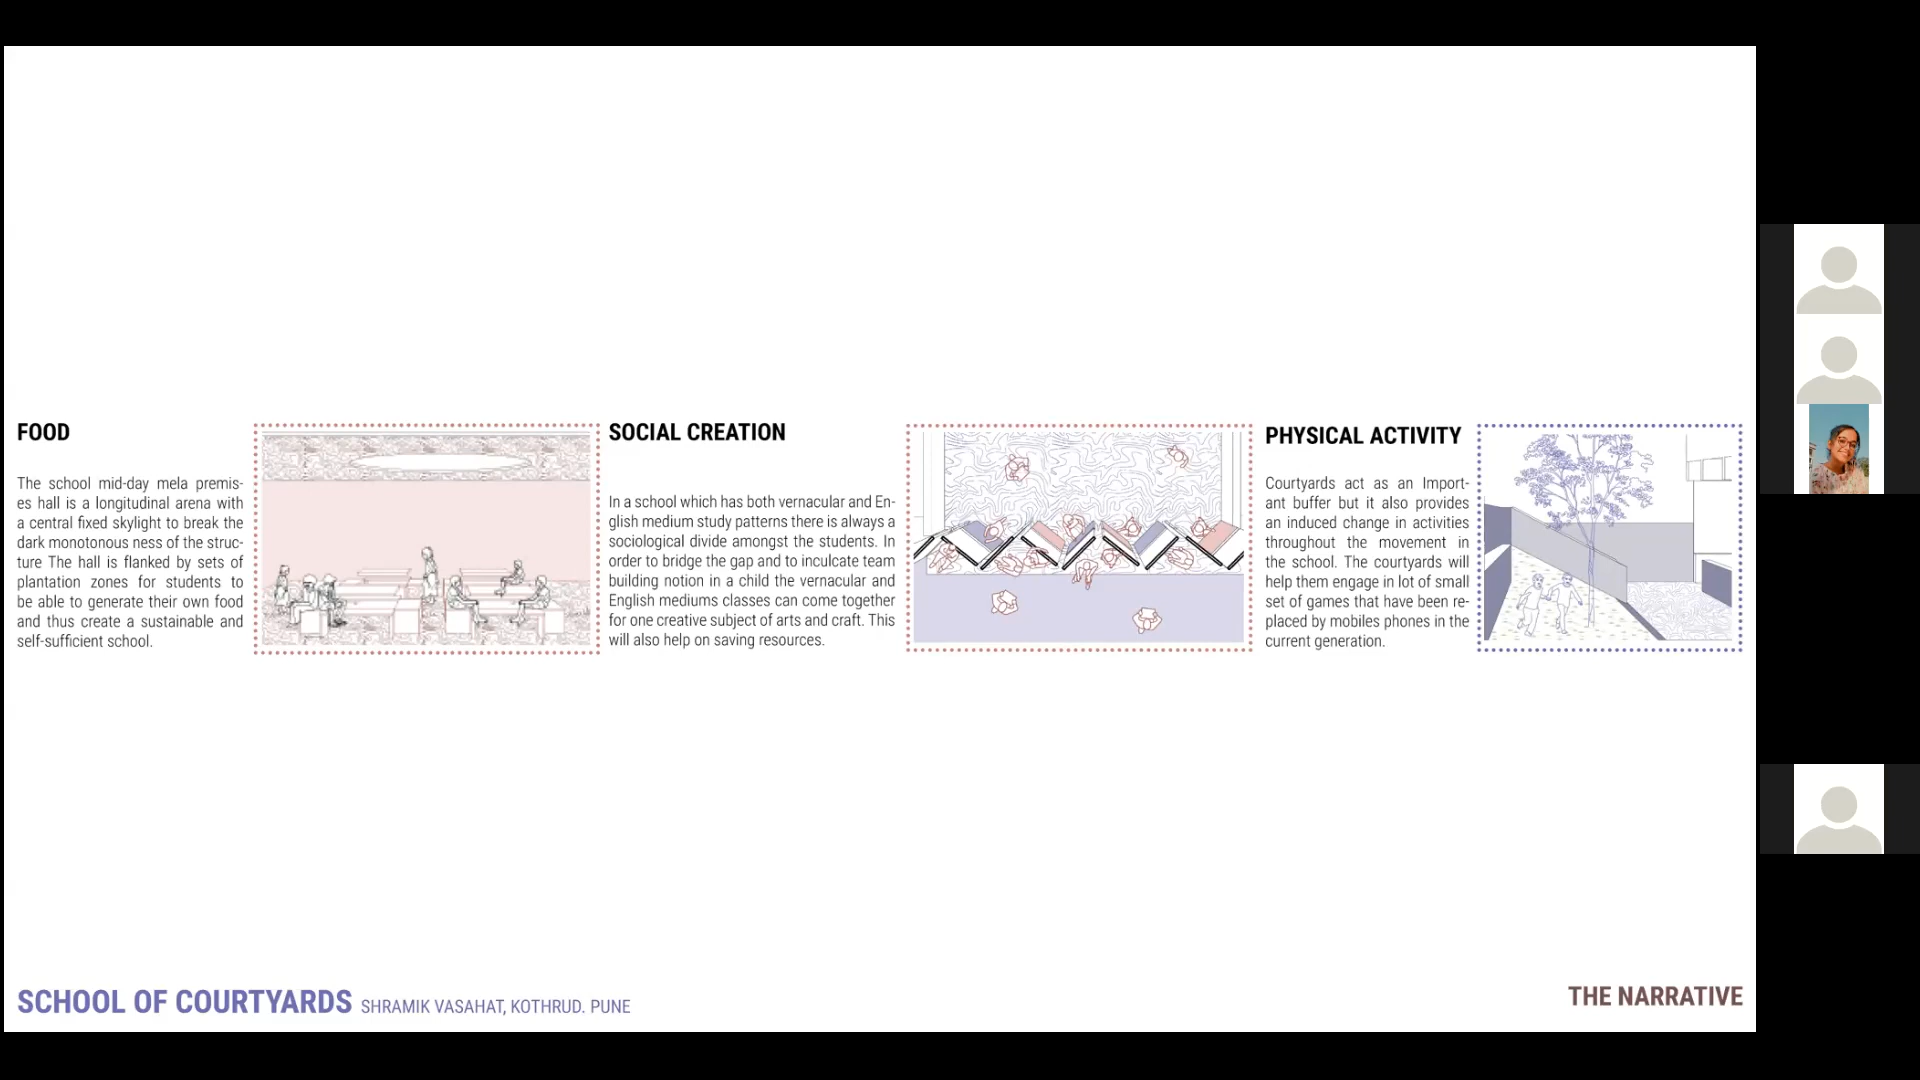 FOOD
The school mid-day mela premis-
es hall is a longitudinal arena with
a central fixed skylight to break the
dark monotonous ness of the struc-
ture The hall is flanked by sets of
plantation zones for students to
be able to generate their own food
and thus create a sustainable and
self-sufficient school.
SOCIAL CREATION
In a school which has both vernacular and En-
glish medium study patterns there is always a
sociological divide amongst the students. In
order to bridge the gap and to inculcate team
building notion in a child the vernacular and
English mediums classes can come together
for one creative subject of arts and craft. This
will also help on saving resources.
PHYSICAL ACTIVITY
Courtyards act as an Import-
ant buffer but it also provides
an induced change in activities
throughout the movement in
the school. The courtyards will
help them engage in lot of small
set of games that have been re-
placed by mobiles phones in the
current generation.
SCHOOL OF COURTYARDS SHRAMIK VASAHAT, KOTHRUD. PUNE
THE NARRATIVE